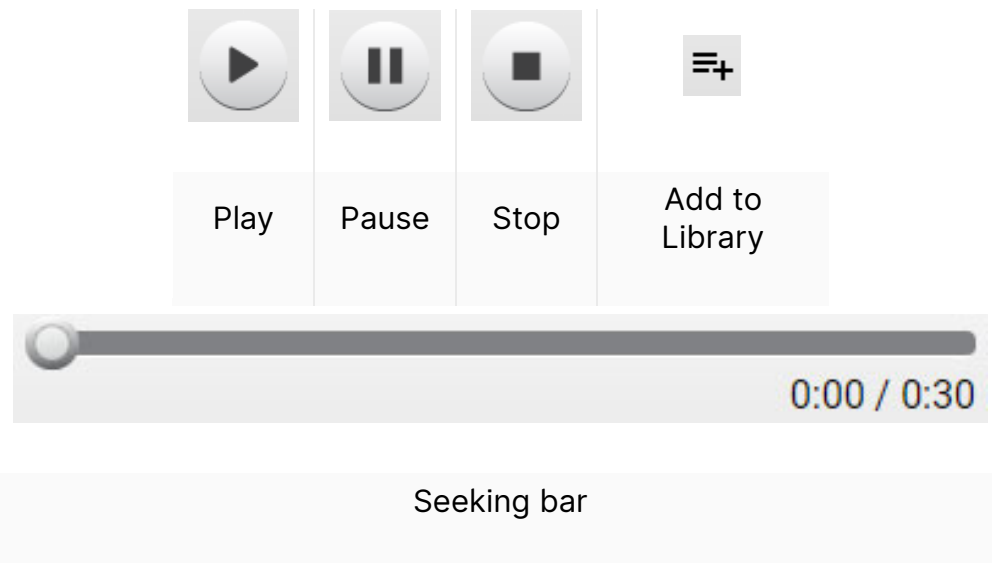 Play
Pause
Stop
Add to
Library
0:00 / 0:30
Seeking bar